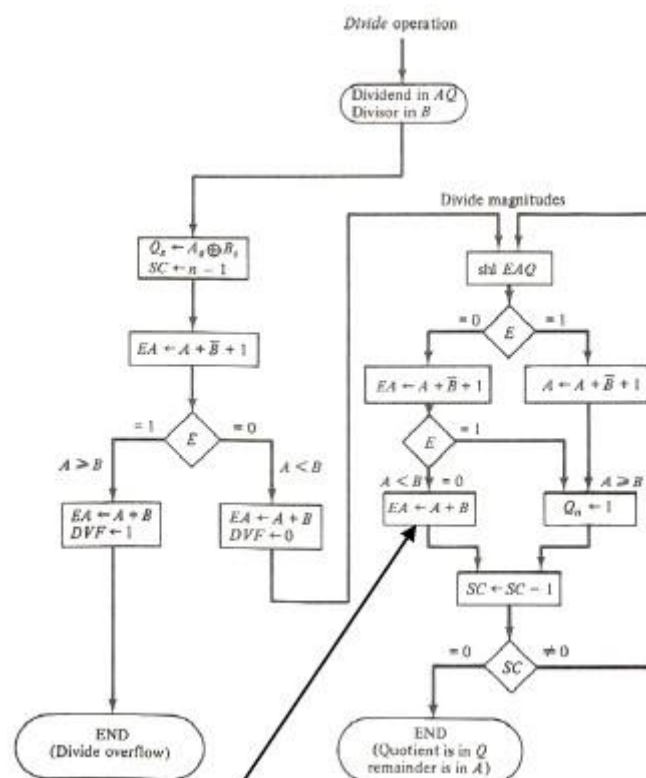 Divide operation
Dividend in AQ
Divisor in B
Qs ← As ⊕ Bs
SC ← n − 1
EA ← A + B̅ + 1
E
= 1
= 0
A ≥ B
A < B
EA ← A + B
DVF ← 1
EA ← A + B
DVF ← 0
END
(Divide overflow)
Divide magnitudes
shl EAQ
E
= 0
= 1
EA ← A + B̅ + 1
A ← A + B̅ + 1
E
= 1
A < B
= 0
A ≥ B
EA ← A + B
Qn ← 1
SC ← SC − 1
SC
= 0
≠ 0
END
(Quotient is in Q
remainder is in A)